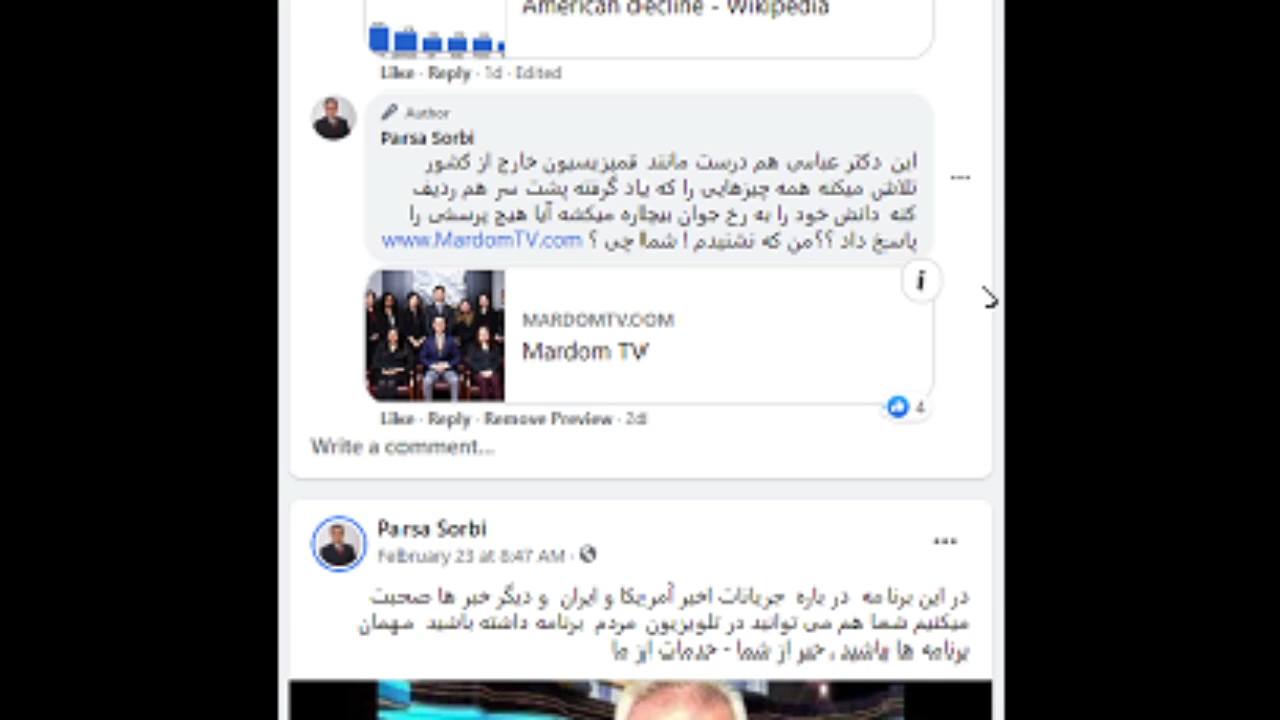 American decline - Wikipedia
Like · Reply · 1d · Edited
Author
Parsa Sorbi
این دکتر عباسی هم درست مانند قمپزیسیون خارج از کشور
تلاش میکنه همه چیزهایی را که یاد گرفته پشت سر هم ردیف
کنه دانش خود را به رخ جوان بیچاره میکشه آیا هیچ پرسشی را
پاسخ داد ؟؟من که نشنیدم ! شما چی ؟ www.MardomTV.com
MARDOMTV.COM
Mardom TV
4
Like · Reply · Remove Preview · 2d
Write a comment...
Parsa Sorbi
February 23 at 8:47 AM ·
در این برنامه در باره جریانات اخیر آمریکا و ایران و دیگر خبر ها صحبت
میکنیم شما هم می توانید در تلویزیون مردم برنامه داشته باشید مهمان
برنامه ها باشید ، خبر از شما - خدمات از ما